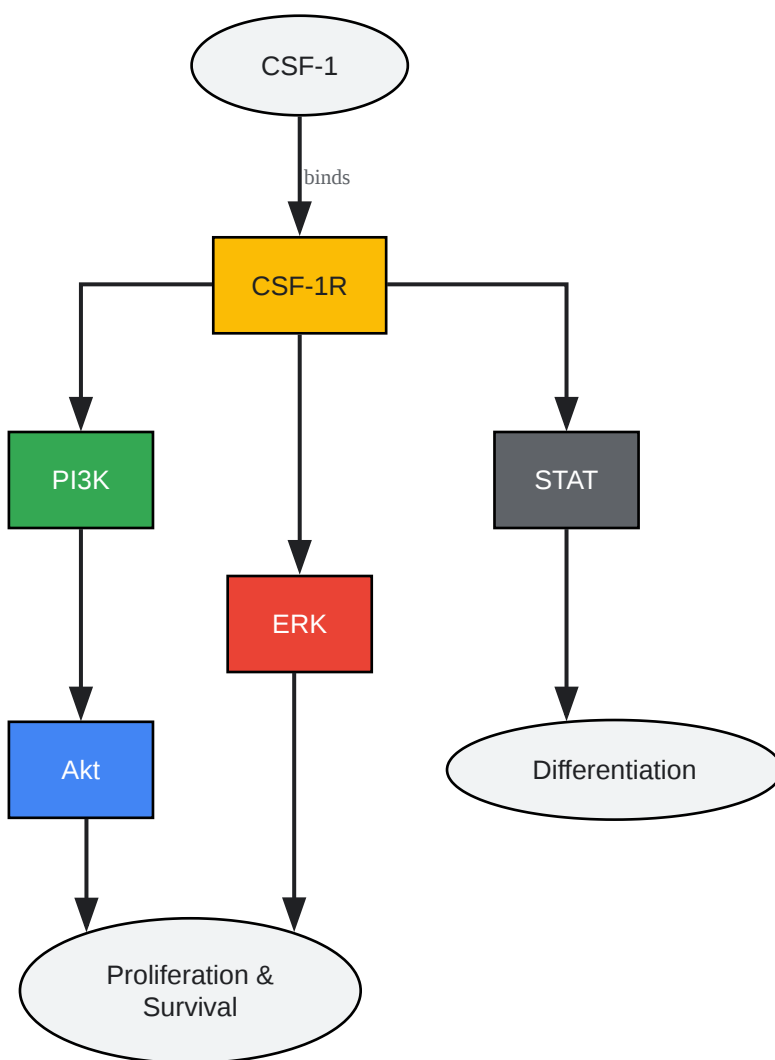 CSF-1
binds
CSF-1R
PI3K
STAT
ERK
Akt
Differentiation
Proliferation &
Survival